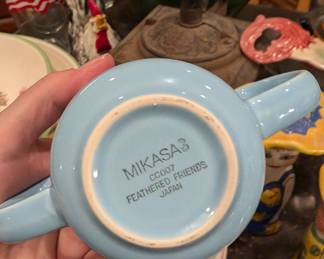 MIKASA
CC007
FEATHERED FRIENDS
JAPAN